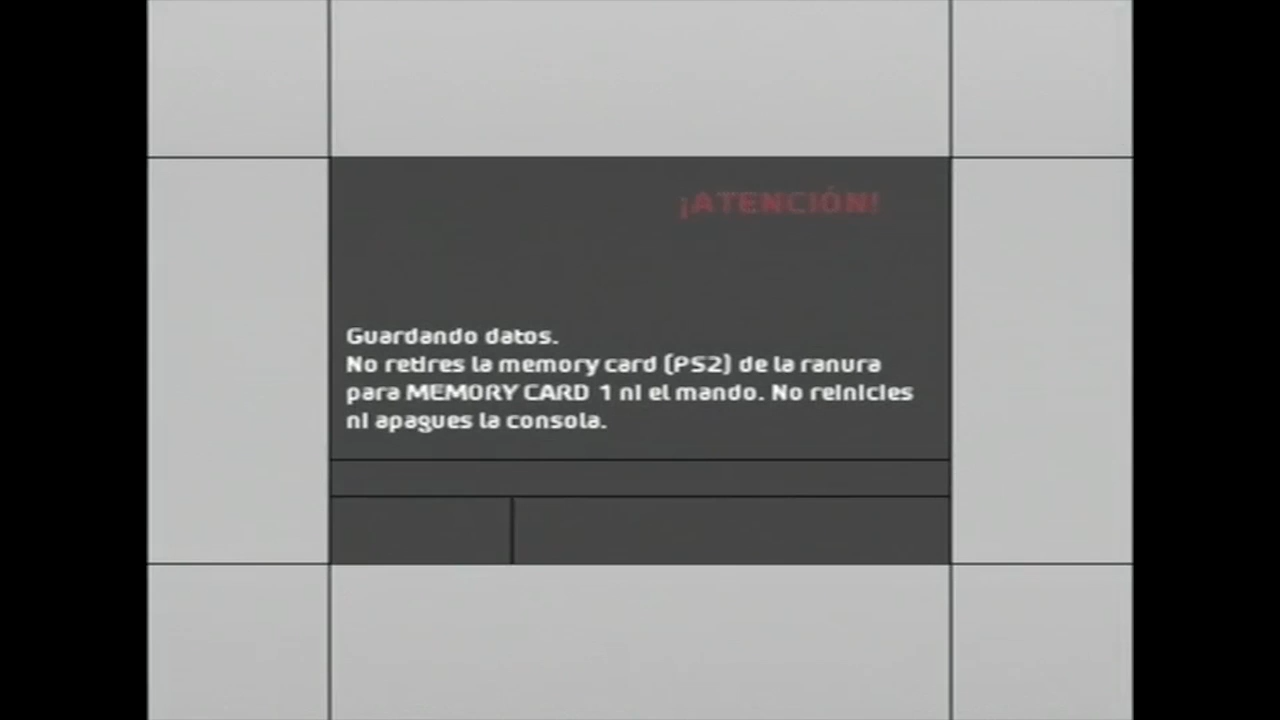 ¡ATENCIÓN!
Guardando datos.
No retires la memory card (PS2) de la ranura
para MEMORY CARD 1 ni el mando. No reinicies
ni apagues la consola.